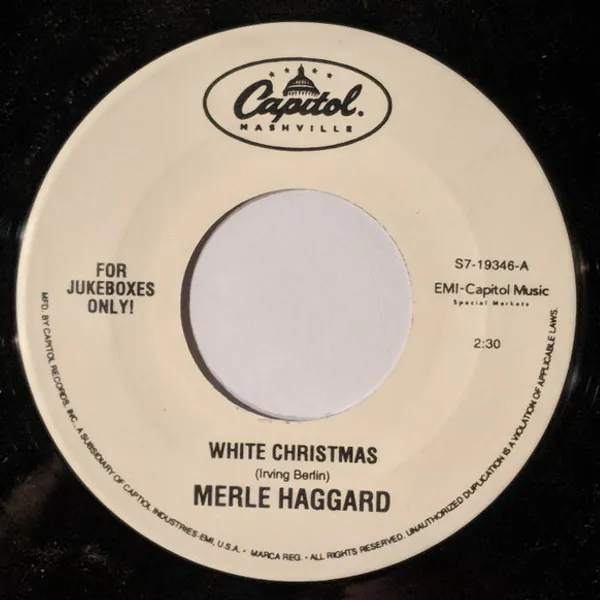 Capitol.
NASHVILLE
FOR
JUKEBOXES
ONLY!
S7-19346-A
EMI-Capitol Music
Special Markets
2:30
WHITE CHRISTMAS
(Irving Berlin)
MERLE HAGGARD
MFD. BY CAPITOL RECORDS, INC., A SUBSIDIARY OF CAPITOL INDUSTRIES-EMI, U.S.A. - MARCA REG. - ALL RIGHTS RESERVED. UNAUTHORIZED DUPLICATION IS A VIOLATION OF APPLICABLE LAWS.